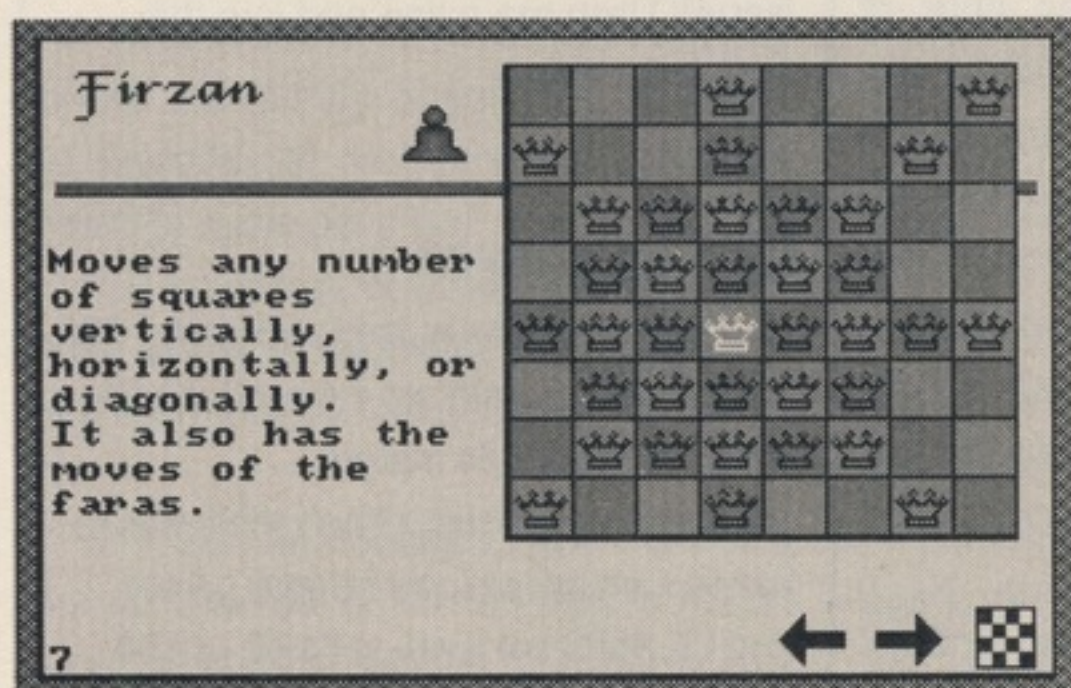 Firzan
Moves any number
of squares
vertically,
horizontally, or
diagonally.
It also has the
moves of the
faras.
7